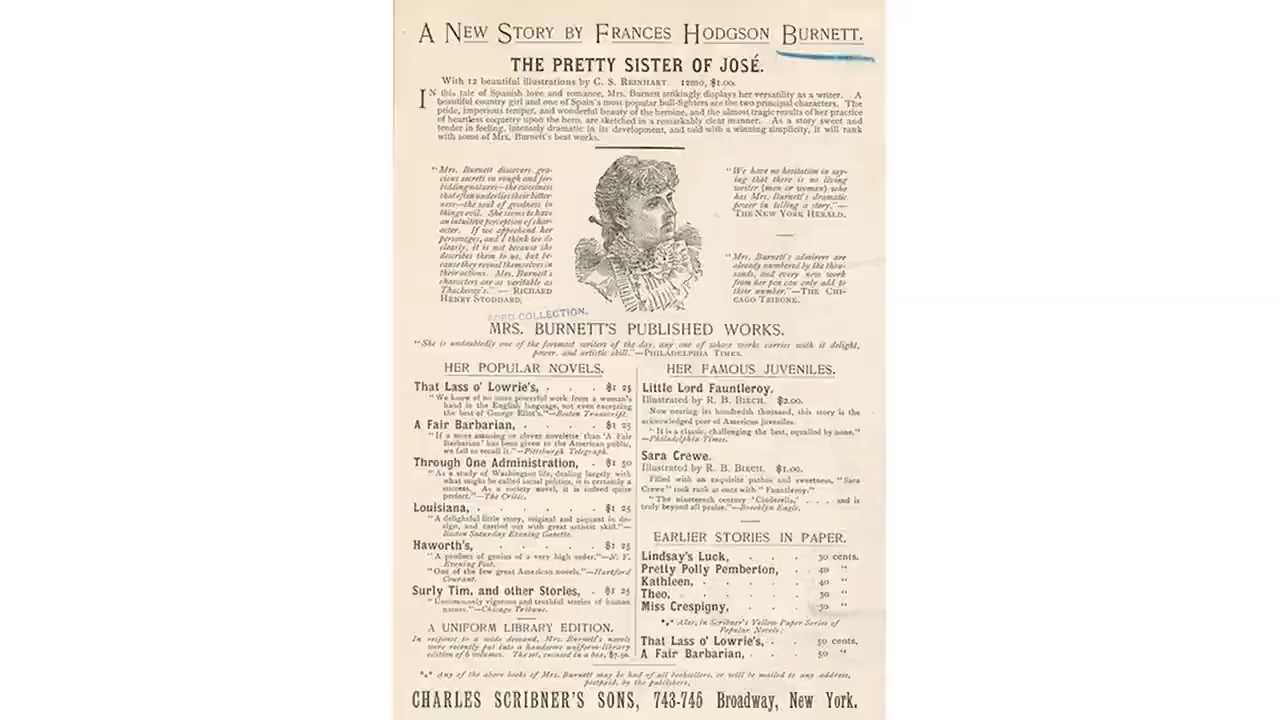 A NEW STORY BY FRANCES HODGSON BURNETT.
THE PRETTY SISTER OF JOSÉ.
With 12 beautiful illustrations by C. S. REINHART. 12mo, $1.00.
IN this tale of Spanish love and romance, Mrs. Burnett strikingly displays her versatility as a writer. A
beautiful country girl and one of Spain's most popular bull-fighters are the two principal characters. The
pride, imperious temper, and wonderful beauty of the heroine, and the almost tragic results of her practice
of heartless coquetry upon the hero, are sketched in a remarkably clear manner. As a story sweet and
tender in feeling, intensely dramatic in its development, and told with a winning simplicity, it will rank
with some of Mrs. Burnett's best works.
"Mrs. Burnett discovers gra-
cious secrets in rough and for-
bidding natures—the sweetness
that often underlies their bitter-
ness—the soul of goodness in
things evil. She seems to have
an intuitive perception of char-
acter. If we apprehend her
personages, and I think we do
clearly, it is not because she
describes them to us, but be-
cause they reveal themselves in
their actions. Mrs. Burnett's
characters are as veritable as
Thackeray's."—RICHARD
HENRY STODDARD.
"We have no hesitation in say-
ing that there is no living
writer (man or woman) who
has Mrs. Burnett's dramatic
power in telling a story."—
THE NEW YORK HERALD.
"Mrs. Burnett's admirers are
already numbered by the thou-
sands, and every new work
from her pen can only add to
their number."—THE CHI-
CAGO TRIBUNE.
FORD COLLECTION.
MRS. BURNETT'S PUBLISHED WORKS.
"She is undoubtedly one of the foremost writers of the day, any one of whose works carries with it delight,
power, and artistic skill."—PHILADELPHIA TIMES.
HER POPULAR NOVELS.
That Lass o' Lowrie's, . . . $1 25
"We know of no more powerful work from a woman's
hand in the English language, not even excepting
the best of George Eliot's."—Boston Transcript.
A Fair Barbarian, . . . . $1 25
"If a more amusing or clever novelette than 'A Fair
Barbarian' has been given to the American public,
we fail to recall it."—Pittsburgh Telegraph.
Through One Administration, . $1 50
"As a study of Washington life, dealing largely with
what might be called social politics, it is certainly a
success. As a society novel, it is indeed quite
perfect."—The Critic.
Louisiana, . . . . . . $1 25
"A delightful little story, original and piquant in de-
sign, and carried out with great artistic skill."—
Boston Saturday Evening Gazette.
Haworth's, . . . . . . $1 25
"A product of genius of a very high order."—N. Y.
Evening Post.
"One of the few great American novels."—Hartford
Courant.
Surly Tim, and other Stories, . $1 25
"Uncommonly vigorous and truthful stories of human
nature."—Chicago Tribune.
A UNIFORM LIBRARY EDITION.
In response to a wide demand, Mrs. Burnett's novels
were recently put into a handsome uniform library
edition of 6 volumes. The set, encased in a box, $7.50.
HER FAMOUS JUVENILES.
Little Lord Fauntleroy.
Illustrated by R. B. BIRCH. $2.00.
Now nearing its hundredth thousand, this story is the
acknowledged peer of American juveniles.
"It is a classic, challenging the best, equalled by none."
—Philadelphia Times.
Sara Crewe.
Illustrated by R. B. BIRCH. $1.00.
Filled with an exquisite pathos and sweetness, "Sara
Crewe" took rank at once with "Fauntleroy."
"The nineteenth century 'Cinderella,' . . . and is
truly beyond all praise."—Brooklyn Eagle.
EARLIER STORIES IN PAPER.
Lindsay's Luck, . . . . 30 cents.
Pretty Polly Pemberton, . . 40 "
Kathleen, . . . . . . 40 "
Theo, . . . . . . . 30 "
Miss Crespigny, . . . . 30 "
*** Also, in Scribner's Yellow Paper Series of
Popular Novels:
That Lass o' Lowrie's, . . 50 cents.
A Fair Barbarian, . . . 50 "
*** Any of the above books of Mrs. Burnett may be had of all booksellers, or will be mailed to any address,
postpaid, by the publishers,
CHARLES SCRIBNER'S SONS, 743-745 Broadway, New York.